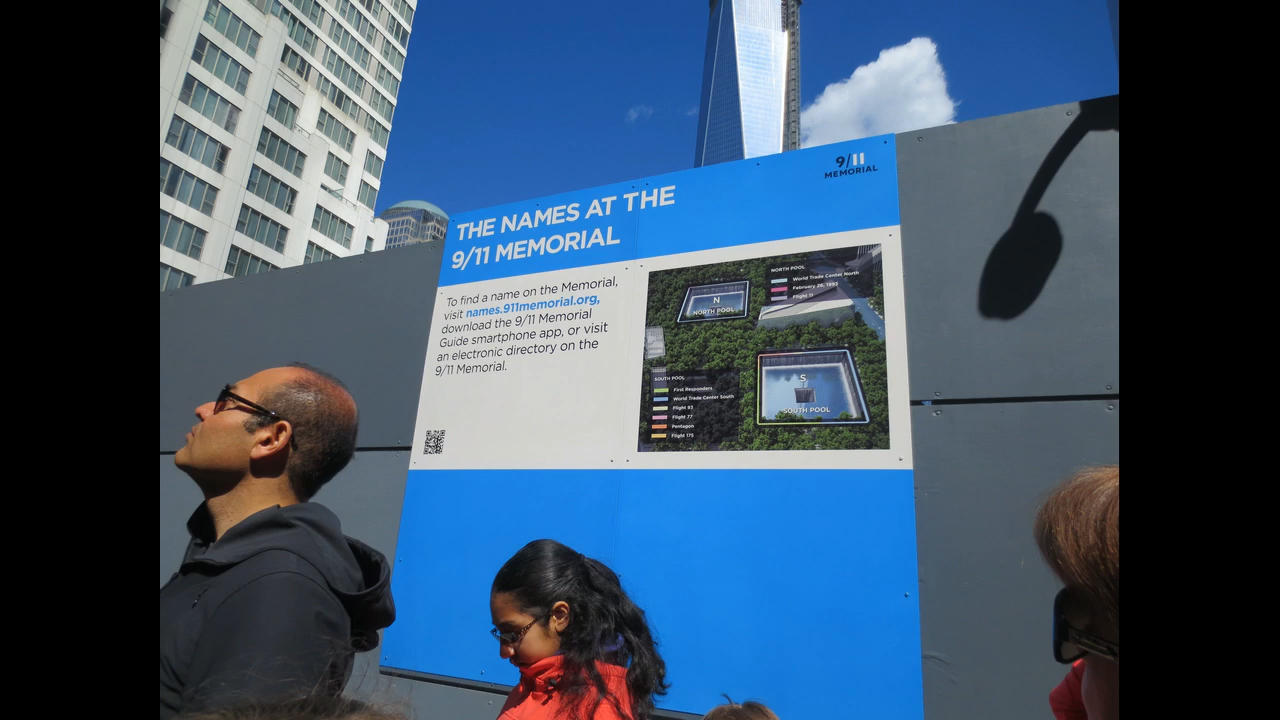 9/11
MEMORIAL
THE NAMES AT THE
9/11 MEMORIAL
To find a name on the Memorial,
visit names.911memorial.org,
download the 9/11 Memorial
Guide smartphone app, or visit
an electronic directory on the
9/11 Memorial.
NORTH POOL
World Trade Center North
February 26, 1993
Flight 11
N
NORTH POOL
S
SOUTH POOL
SOUTH POOL
First Responders
World Trade Center South
Flight 93
Flight 77
Pentagon
Flight 175